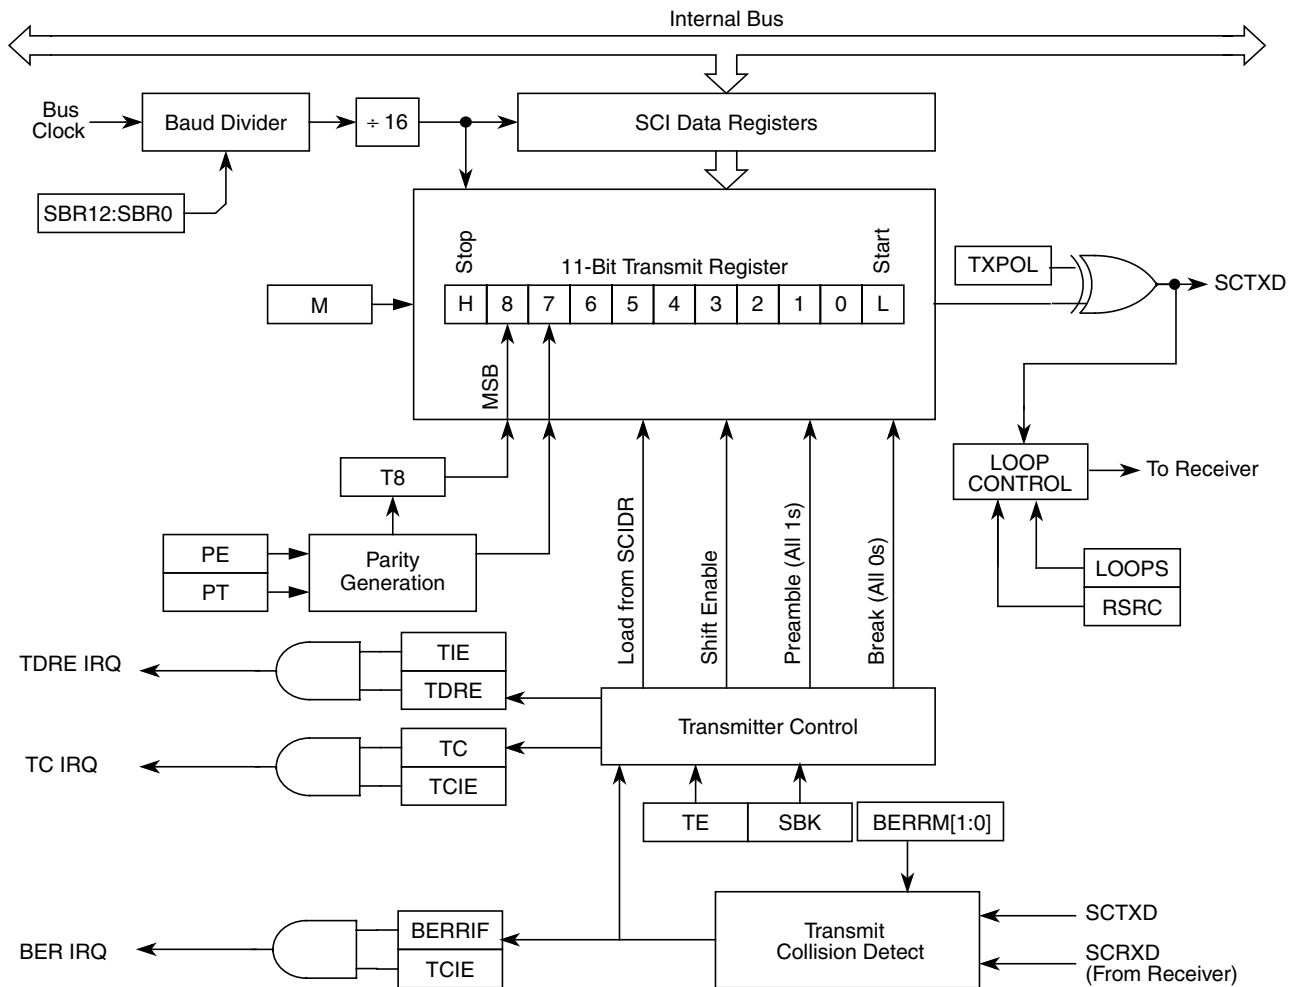 Internal Bus
Bus
Clock
Baud Divider
÷ 16
SCI Data Registers
SBR12:SBR0
Stop
11-Bit Transmit Register
Start
M
H 8 7 6 5 4 3 2 1 0 L
TXPOL
SCTXD
MSB
T8
LOOP
CONTROL
To Receiver
PE
PT
Parity
Generation
Load from SCIDR
Shift Enable
Preamble (All 1s)
Break (All 0s)
LOOPS
RSRC
TDRE IRQ
TIE
TDRE
Transmitter Control
TC IRQ
TC
TCIE
TE
SBK
BERRM[1:0]
BER IRQ
BERRIF
TCIE
Transmit
Collision Detect
SCTXD
SCRXD
(From Receiver)